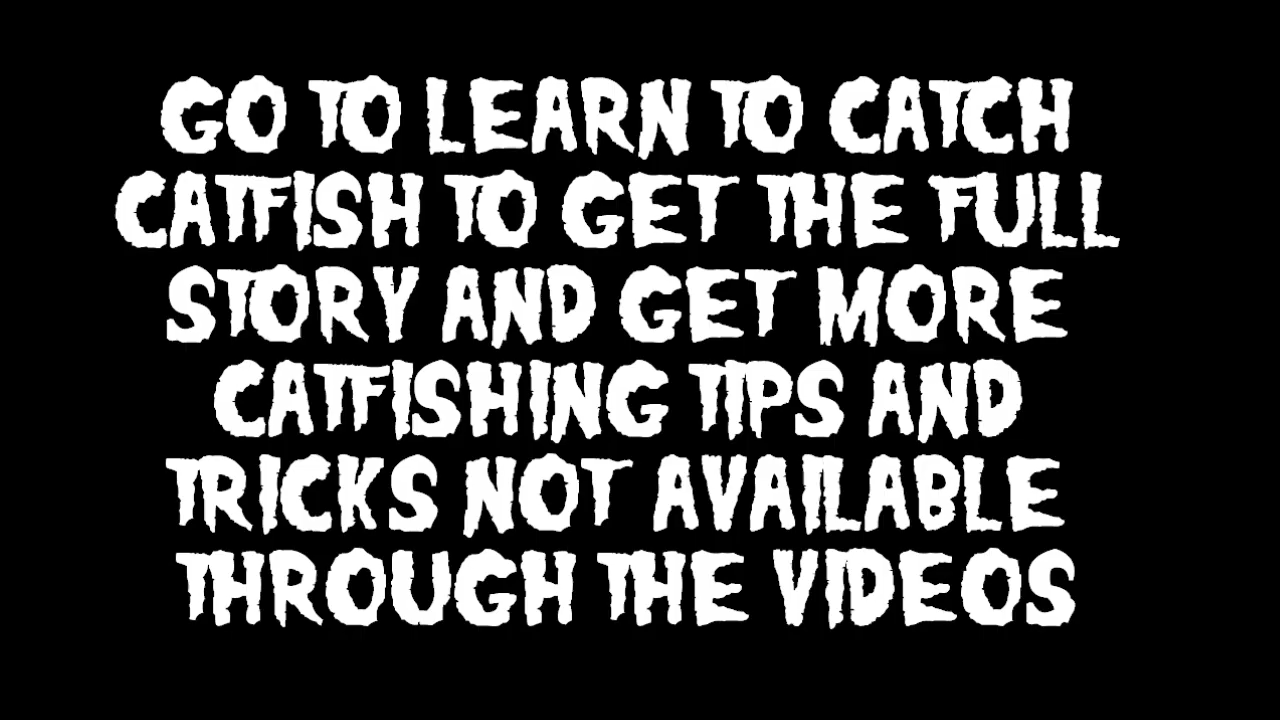 GO TO LEARN TO CATCH
CATFISH TO GET THE FULL
STORY AND GET MORE
CATFISHING TIPS AND
TRICKS NOT AVAILABLE
THROUGH THE VIDEOS